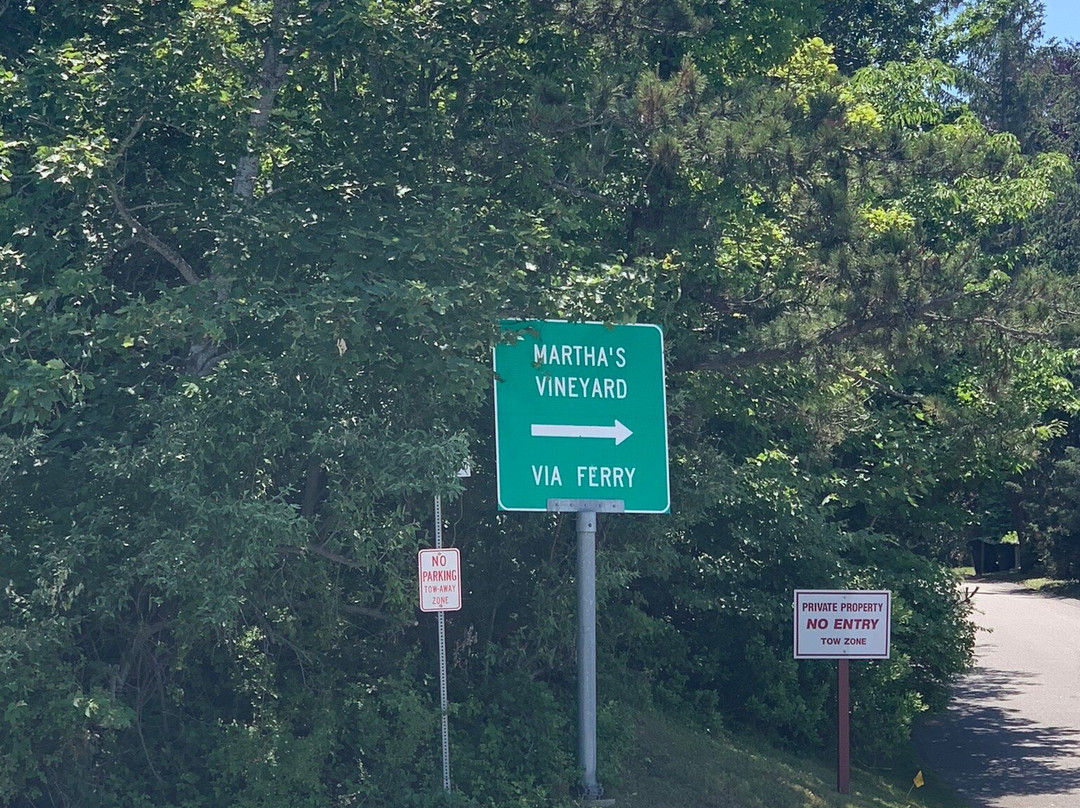 MARTHA'S
VINEYARD
VIA FERRY
NO
PARKING
TOW-AWAY
ZONE
PRIVATE PROPERTY
NO ENTRY
TOW ZONE